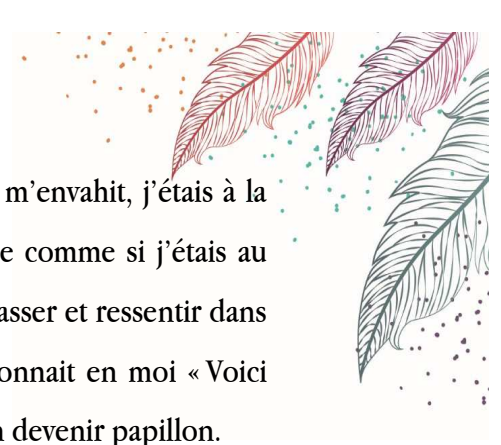 m'envahit, j'étais à la
e comme si j'étais au
asser et ressentir dans
onnait en moi « Voici
n devenir papillon.